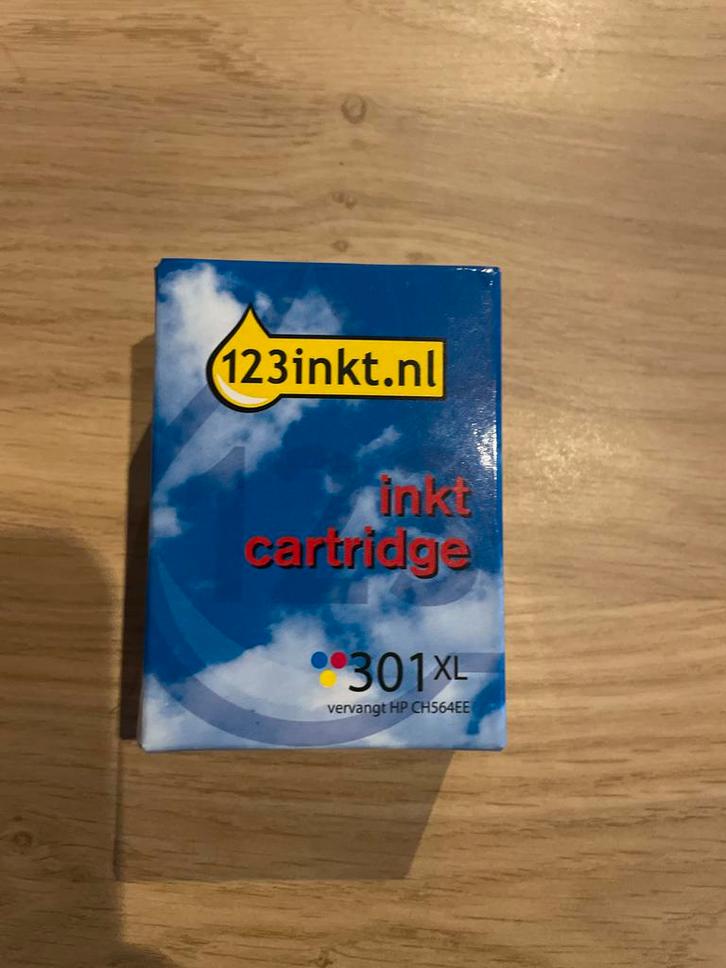 123inkt.nl
inkt
cartridge
301XL
vervangt HP CH564EE